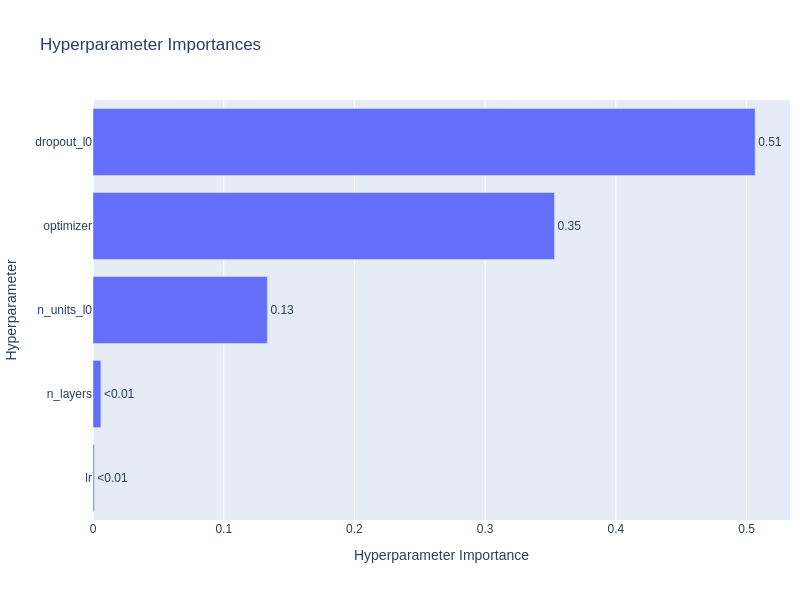 Hyperparameter Importances
dropout_l0
0.51
optimizer
0.35
n_units_l0
0.13
n_layers
<0.01
lr
<0.01
0
0.1
0.2
0.3
0.4
0.5
Hyperparameter Importance
Hyperparameter